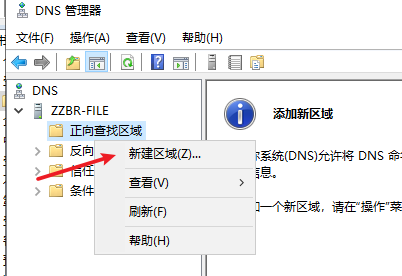 DNS 管理器
文件(F) 操作(A) 查看(V) 帮助(H)
DNS
ZZBR-FILE
正向查找区域
反向
信任
条件
新建区域(Z)...
查看(V)
刷新(F)
帮助(H)
添加新区域
系统(DNS)允许将 DNS 命
信息。
一个新区域，请在“操作”菜